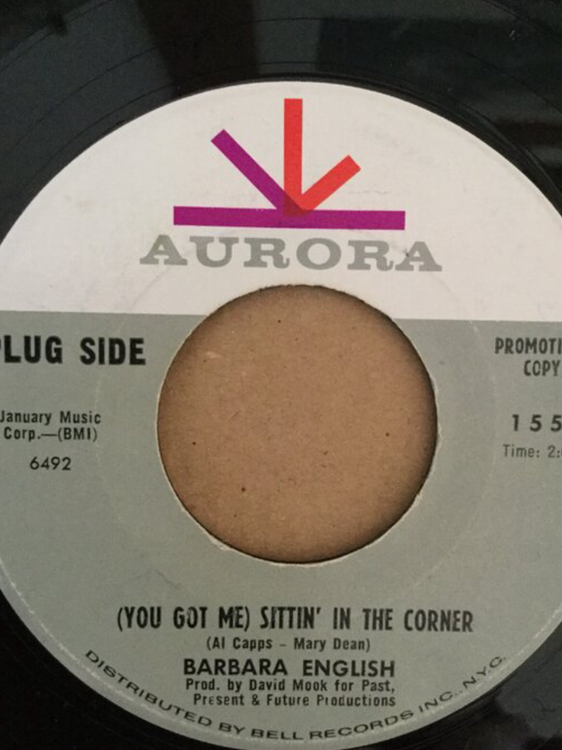 AURORA
PLUG SIDE
PROMOTI
COPY
January Music
Corp.—(BMI)
6492
155
Time: 2:
(YOU GOT ME) SITTIN' IN THE CORNER
(Al Capps – Mary Dean)
BARBARA ENGLISH
Prod. by David Mook for Past,
Present & Future Productions
DISTRIBUTED BY BELL RECORDS INC., N.Y.C.